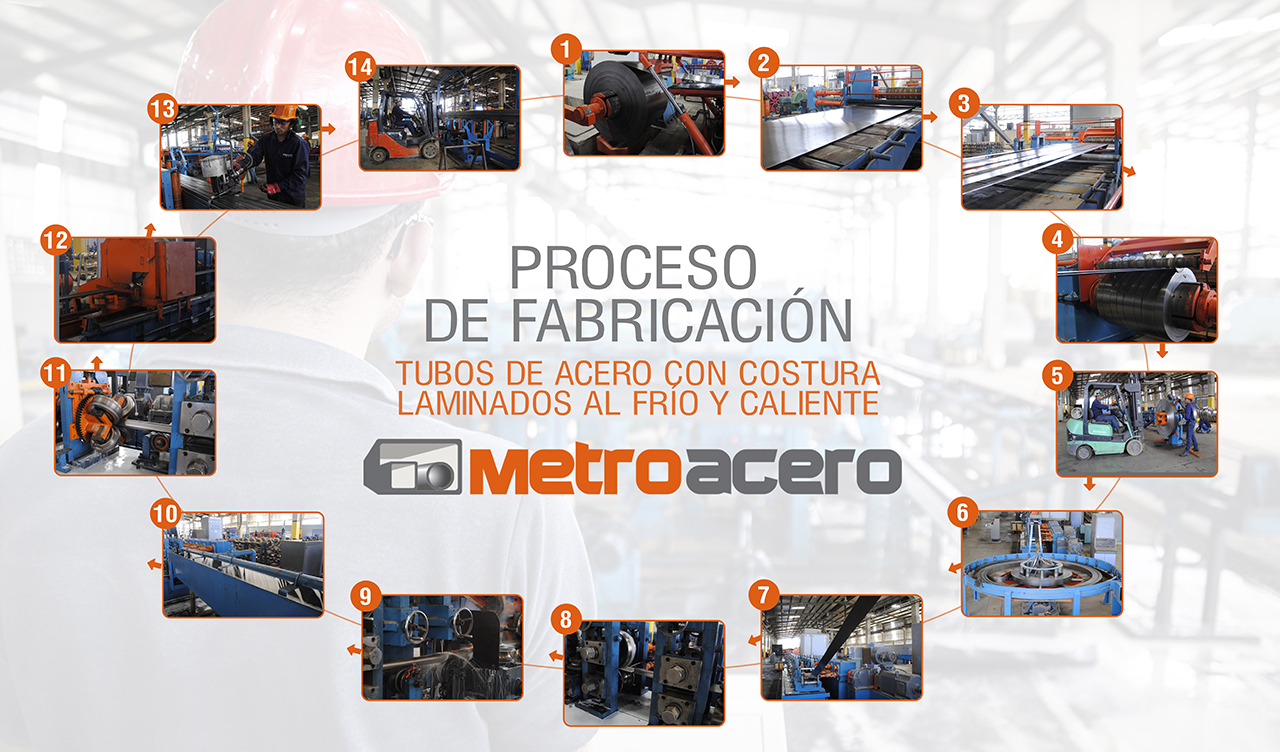 1
2
3
4
5
6
7
8
9
10
11
12
13
14
PROCESO
DE FABRICACIÓN
TUBOS DE ACERO CON COSTURA
LAMINADOS AL FRÍO Y CALIENTE
Metroacero